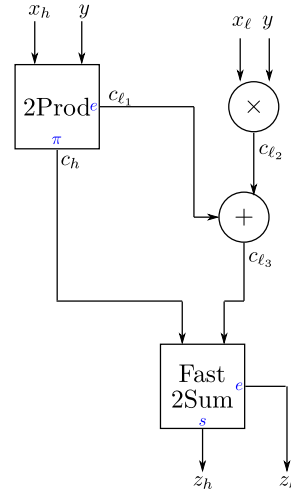 x_h y
x_ℓ y
2Prod e
π
c_ℓ1
×
c_h
c_ℓ2
+
c_ℓ3
Fast
2Sum
e
s
z_h